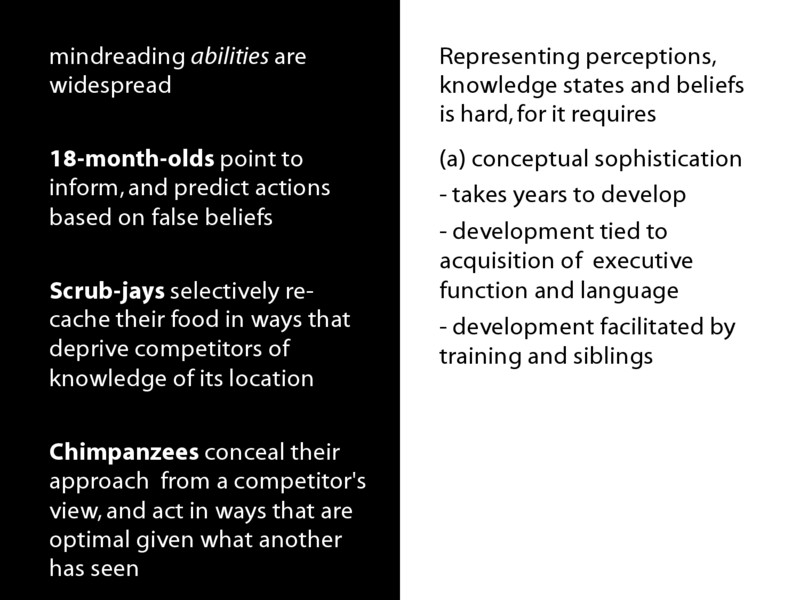 mindreading abilities are
widespread
18-month-olds point to
inform, and predict actions
based on false beliefs
Scrub-jays selectively re-
cache their food in ways that
deprive competitors of
knowledge of its location
Chimpanzees conceal their
approach  from a competitor's
view, and act in ways that are
optimal given what another
has seen
Representing perceptions,
knowledge states and beliefs
is hard, for it requires
(a) conceptual sophistication
- takes years to develop
- development tied to
acquisition of  executive
function and language
- development facilitated by
training and siblings